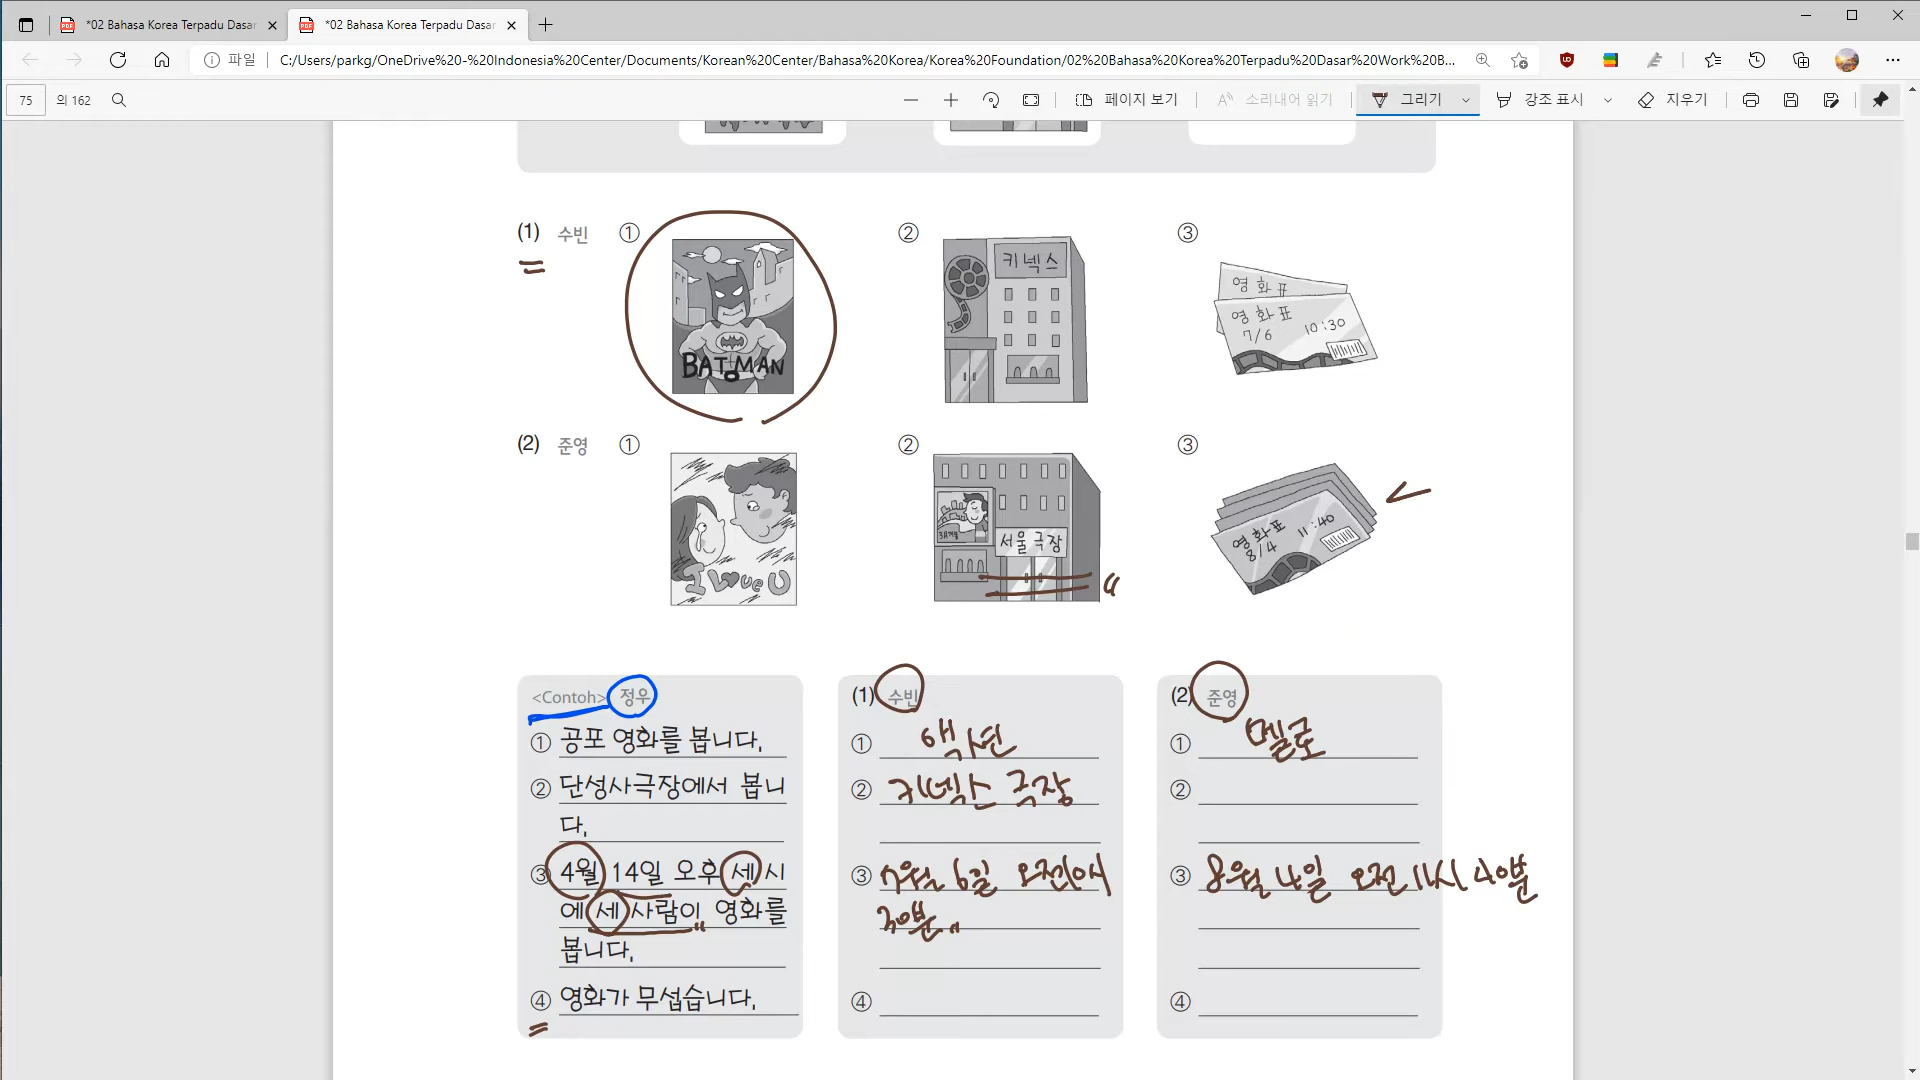 *02 Bahasa Korea Terpadu Dasar
*02 Bahasa Korea Terpadu Dasar
파일 C:/Users/parkg/OneDrive%20-%20Indonesia%20Center/Documents/Korean%20Center/Bahasa%20Korea/Korea%20Foundation/02%20Bahasa%20Korea%20Terpadu%20Dasar%20Work%20B...
75 의 162 페이지 보기 소리내어 읽기 그리기 강조 표시 지우기
(1) 수빈 ① ② ③
키넥스
영화표
영화표
7/6 10:30
BATMAN
(2) 준영 ① ② ③
영화표
8/4 11:40
서울극장
I LOVE U
<Contoh> 정우
① 공포 영화를 봅니다.
② 단성사극장에서 봅니
다.
③ 4월 14일 오후 세 시
에 세 사람이 영화를
봅니다.
④ 영화가 무섭습니다.
(1) 수빈
① 액션
② 키넥스 극장
③ 7월 6일 오전 10시
30분
④
(2) 준영
① 멜로
②
③ 8월 4일 오전 11시 40분
④